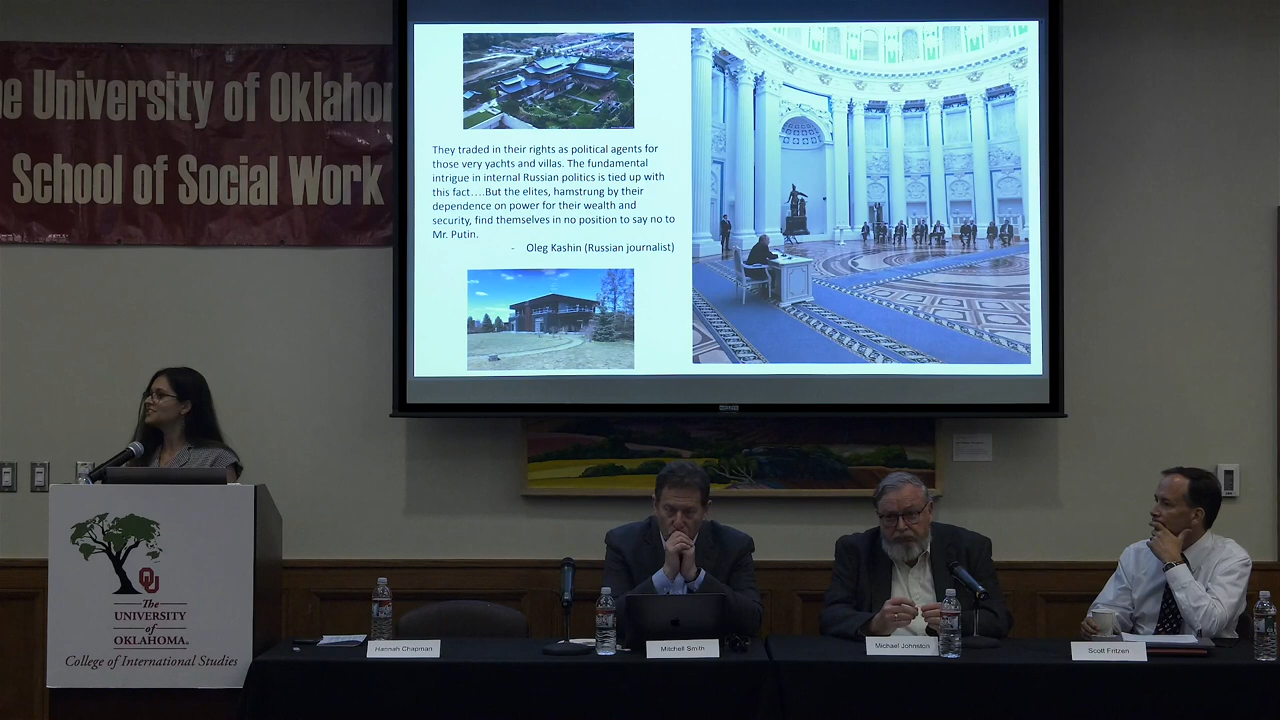 The University of Oklahom
School of Social Work
They traded in their rights as political agents for
those very yachts and villas. The fundamental
intrigue in internal Russian politics is tied up with
this fact….But the elites, hamstrung by their
dependence on power for their wealth and
security, find themselves in no position to say no to
Mr. Putin.
- Oleg Kashin (Russian journalist)
The
UNIVERSITY
of
OKLAHOMA.
College of International Studies
Hannah Chapman
Mitchell Smith
Michael Johnston
Scott Fritzen